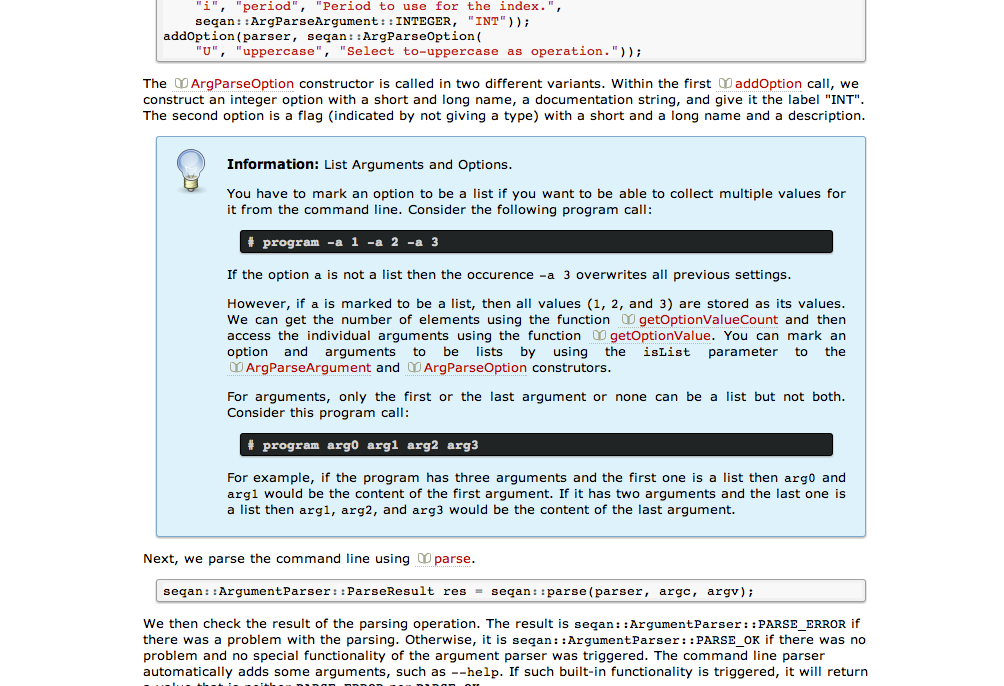 "i", "period", "Period to use for the index.",
seqan::ArgParseArgument::INTEGER, "INT"));
addOption(parser, seqan::ArgParseOption(
"U", "uppercase", "Select to-uppercase as operation."));
The ArgParseOption constructor is called in two different variants. Within the first addOption call, we
construct an integer option with a short and long name, a documentation string, and give it the label "INT".
The second option is a flag (indicated by not giving a type) with a short and a long name and a description.
Information: List Arguments and Options.
You have to mark an option to be a list if you want to be able to collect multiple values for
it from the command line. Consider the following program call:
# program -a 1 -a 2 -a 3
If the option a is not a list then the occurence -a 3 overwrites all previous settings.
However, if a is marked to be a list, then all values (1, 2, and 3) are stored as its values.
We can get the number of elements using the function getOptionValueCount and then
access the individual arguments using the function getOptionValue. You can mark an
option and arguments to be lists by using the isList parameter to the
ArgParseArgument and ArgParseOption construtors.
For arguments, only the first or the last argument or none can be a list but not both.
Consider this program call:
# program arg0 arg1 arg2 arg3
For example, if the program has three arguments and the first one is a list then arg0 and
arg1 would be the content of the first argument. If it has two arguments and the last one is
a list then arg1, arg2, and arg3 would be the content of the last argument.
Next, we parse the command line using parse.
seqan::ArgumentParser::ParseResult res = seqan::parse(parser, argc, argv);
We then check the result of the parsing operation. The result is seqan::ArgumentParser::PARSE_ERROR if
there was a problem with the parsing. Otherwise, it is seqan::ArgumentParser::PARSE_OK if there was no
problem and no special functionality of the argument parser was triggered. The command line parser
automatically adds some arguments, such as --help. If such built-in functionality is triggered, it will return